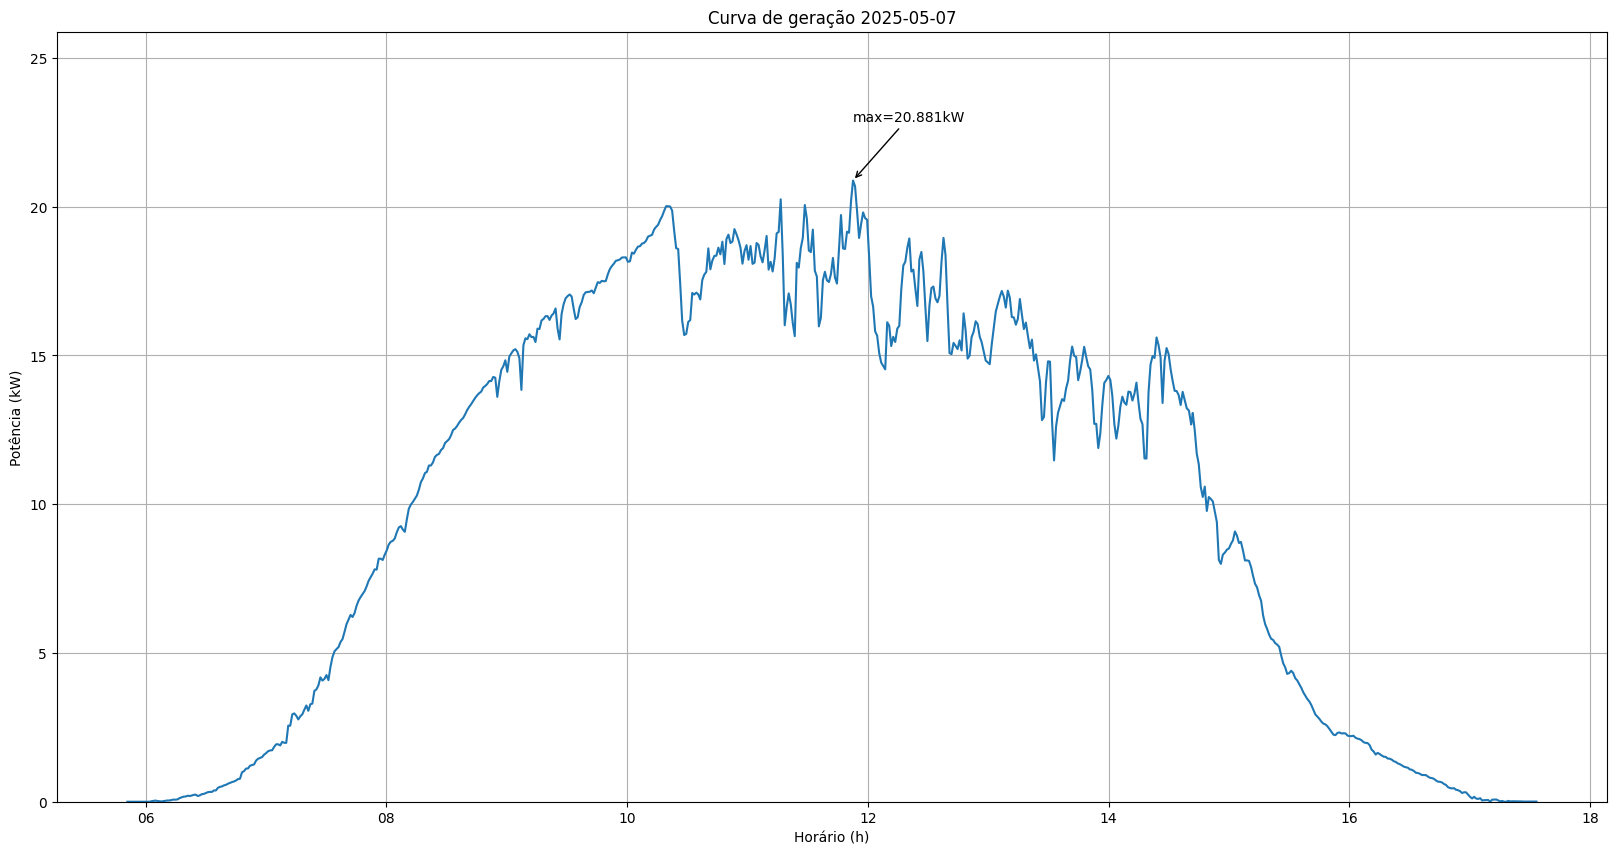 Curva de geração 2025-05-07
25
max=20.881kW
20
15
Potência (kW)
10
5
0
06 08 10 12 14 16 18
Horário (h)